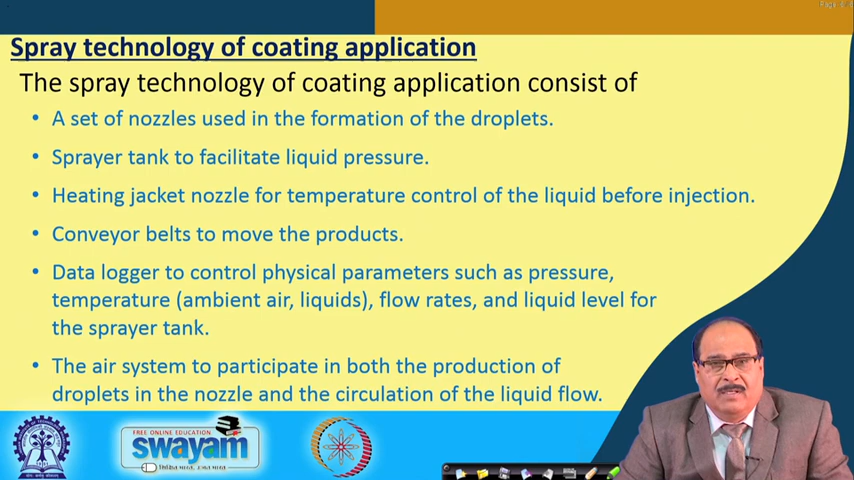 Spray technology of coating application
The spray technology of coating application consist of
• A set of nozzles used in the formation of the droplets.
• Sprayer tank to facilitate liquid pressure.
• Heating jacket nozzle for temperature control of the liquid before injection.
• Conveyor belts to move the products.
• Data logger to control physical parameters such as pressure,
temperature (ambient air, liquids), flow rates, and liquid level for
the sprayer tank.
• The air system to participate in both the production of
droplets in the nozzle and the circulation of the liquid flow.
FREE ONLINE EDUCATION
swayam